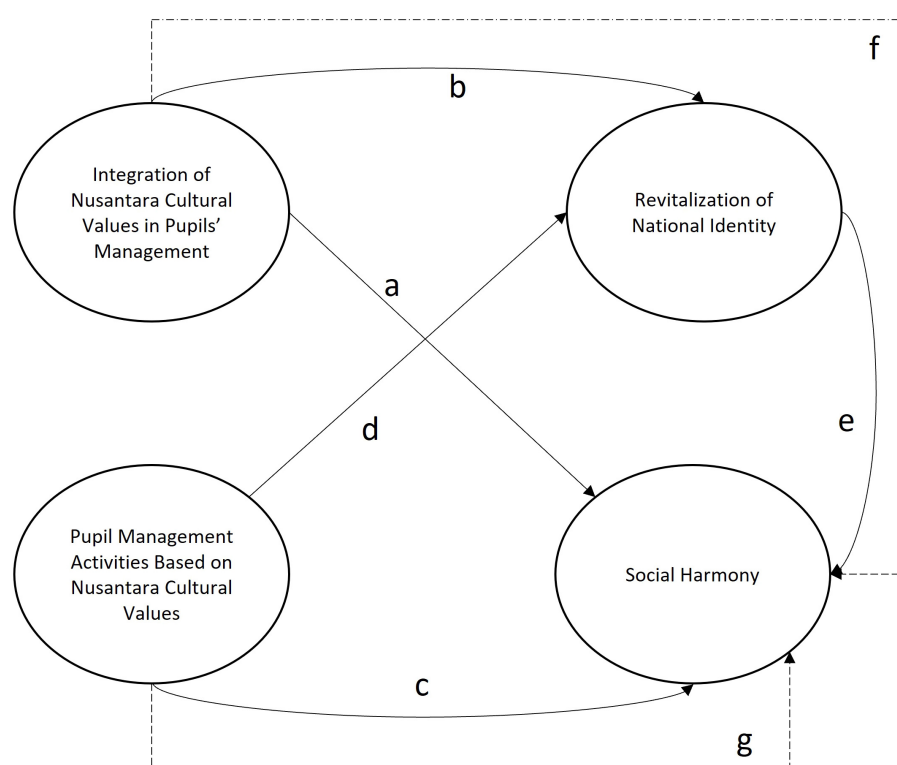 f
b
Integration of
Nusantara Cultural
Values in Pupils’
Management
Revitalization of
National Identity
a
d
e
Pupil Management
Activities Based on
Nusantara Cultural
Values
Social Harmony
c
g